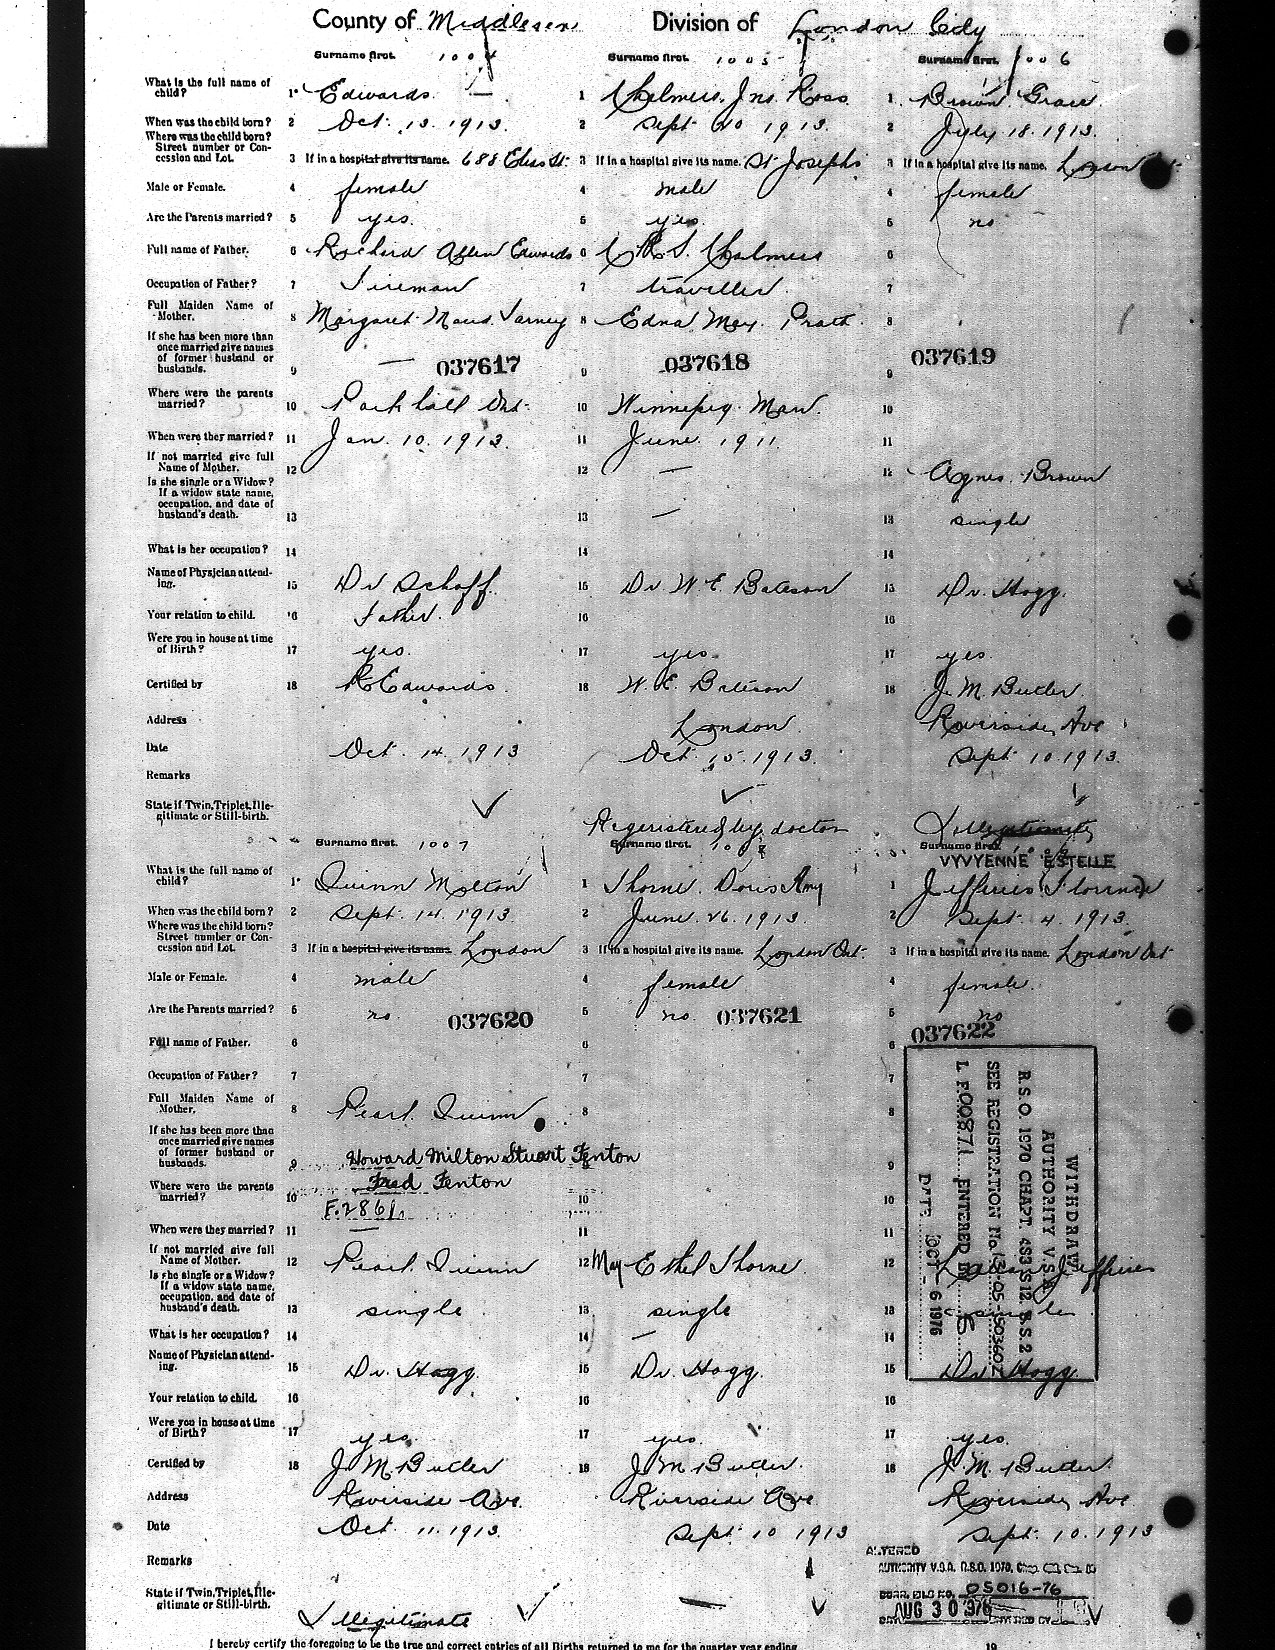 County of Middlesex Division of London City
Surname first. 1004 Surname first. 1005 Surname first. 1006
What is the full name of child? 1 Edwards — 1 Chalmers, Jno. Ross 1 Brown Grace
When was the child born? 2 Oct. 13. 1913. 2 Sept 20 1913. 2 July 18. 1913.
Where was the child born? Street number or Concession and Lot. 3 If in a hospital give its name. 688 Elias St. 3 If in a hospital give its name. St Josephs 3 If in a hospital give its name. London Ont.
Male or Female. 4 female 4 male 4 female
Are the Parents married? 5 yes. 5 yes 5 no
Full name of Father. 6 Richard Allen Edwards 6 Chalmers 6
Occupation of Father? 7 Fireman 7 traveller. 7
Full Maiden Name of Mother. 8 Margaret Maud Varney 8 Edna May. Pratt 8
If she has been more than once married give names of former husband or husbands. 9 — 037617 9 037618 9 037619
Where were the parents married? 10 Parkhill Ont. 10 Winnipeg Man. 10
When were they married? 11 Jan. 10. 1913. 11 June. 1911 11
If not married give full Name of Mother. 12 12 — 12 Agnes. Brown
Is she single or a Widow? If a widow state name, occupation, and date of husband's death. 13 13 — 13 single
What is her occupation? 14 14 14
Name of Physician attending. 15 Dr Schoff. 15 Dr. W E Bateson 15 Dr. Hogg.
Your relation to child. 16 Father. 16 16
Were you in house at time of Birth? 17 yes. 17 yes. 17 yes.
Certified by 18 R Edwards. 18 W. E. Bateson 18 J. M. Butler.
Address London. Riverside Ave
Date Oct. 14. 1913 Oct. 15. 1913. Sept. 10. 1913.
Remarks
State if Twin, Triplet, Illegitimate or Still-birth. Registered by doctor Illegitimate
Surname first. 1007 Surname first. 1008 Surname first.
VYVYENNE ESTELLE
What is the full name of child? 1 Quinn Milton 1 Thorne. Doris Amy 1 Jefferies Florence
When was the child born? 2 Sept. 14. 1913. 2 June. 26. 1913. 2 Sept. 4. 1913.
Where was the child born? Street number or Concession and Lot. 3 If in a hospital give its name. London 3 If in a hospital give its name. London Ont. 3 If in a hospital give its name. London Ont
Male or Female. 4 male 4 female 4 female.
Are the Parents married? 5 no 037620 5 no. 037621 5 no
037622
Full name of Father. 6 6 6
Occupation of Father? 7 7 7
Full Maiden Name of Mother. 8 Pearl. Quinn 8 8
If she has been more than once married give names of former husband or husbands. 9 Howard Milton Stuart Fenton 9
Where were the parents married? 10 Fred Fenton 10 10
F.2861
When were they married? 11 — 11 11
If not married give full Name of Mother. 12 Pearl. Quinn 12 May Ethel Thorne. 12 Jefferies
Is she single or a Widow? If a widow state name, occupation, and date of husband's death. 13 single 13 single 13 single
What is her occupation? 14 14 — 14
Name of Physician attending. 15 Dr. Hogg. 15 Dr. Hogg. 15 Dr. Hogg.
WITHDRAWN
AUTHORITY V.S.A.
R.S.O. 1970 CHAPT. 483 S12 S.S.2
SEE REGISTRATION No. 13-05-
ENTERED
DATE OCT - 6 1976
Your relation to child. 16 16 16
Were you in house at time of Birth? 17 yes. 17 yes. 17 yes.
Certified by 18 J. M. Butler 18 J. M Butler. 18 J. M. Butler.
Address Riverside Ave. Riverside Ave Riverside Ave
Date Oct. 11. 1913. Sept. 10 1913 Sept. 10. 1913
ALTERED
Remarks AUTHORITY V.S.A. R.S.O. 1970,
05016-76
State if Twin, Triplet, Illegitimate or Still-birth. Illegitimate AUG 30 1976
I hereby certify the foregoing to be the true and correct entries of all Births returned to me for the quarter year ending 19